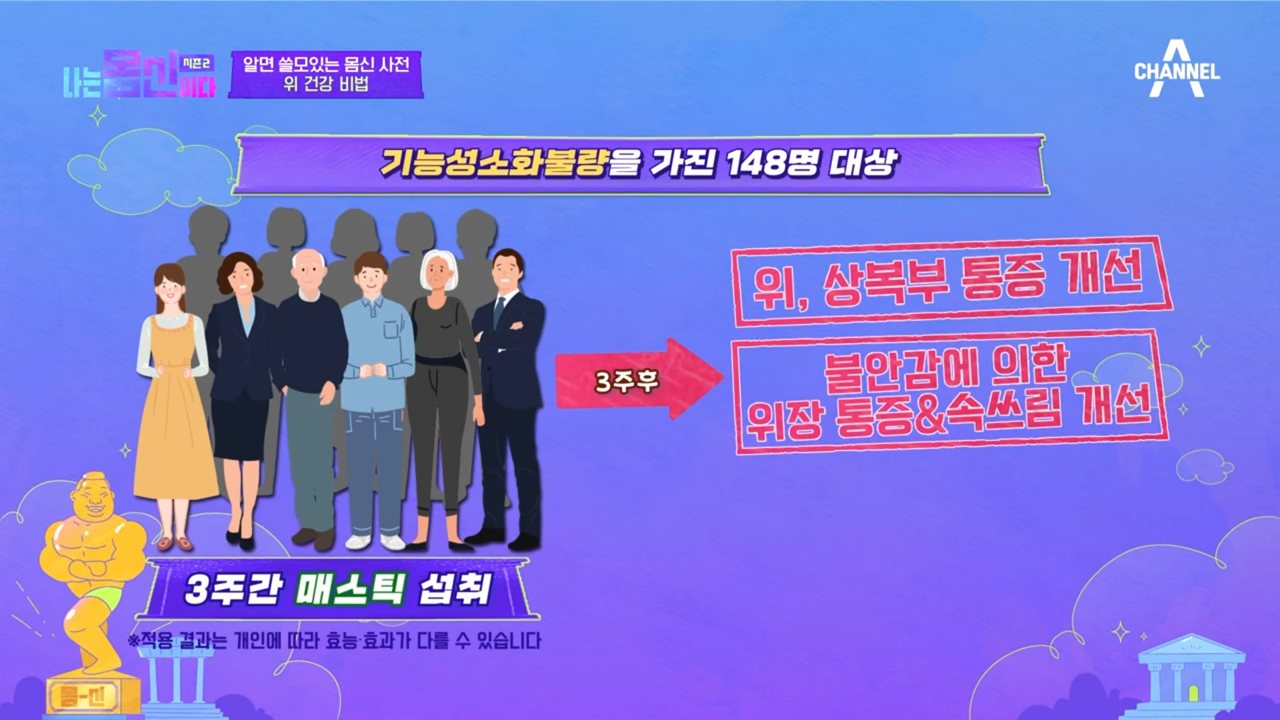 나는 몸신이다 시즌2
알면 쓸모있는 몸신 사전
위 건강 비법
CHANNEL A
기능성소화불량을 가진 148명 대상
위, 상복부 통증 개선
3주후
불안감에 의한
위장 통증&속쓰림 개선
3주간 매스틱 섭취
※적용 결과는 개인에 따라 효능·효과가 다를 수 있습니다
몸-신